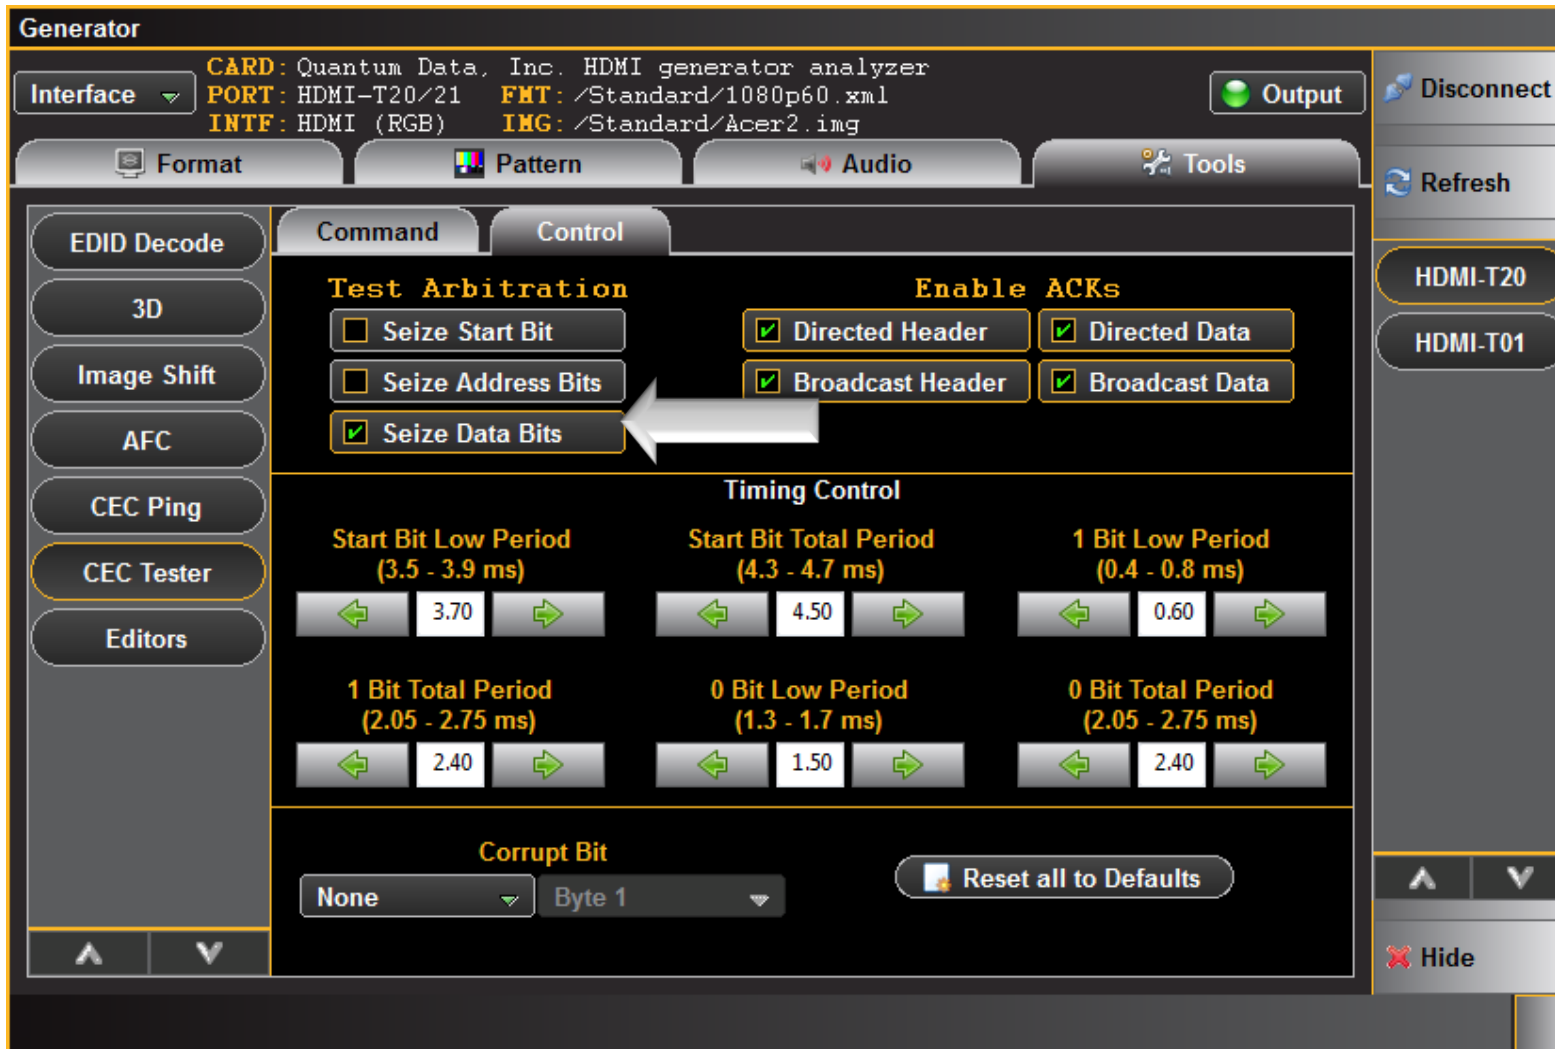 Generator
Interface
CARD: Quantum Data, Inc. HDMI generator analyzer
PORT: HDMI-T20/21 FMT: /Standard/1080p60.xml
INTF: HDMI (RGB) IMG: /Standard/Acer2.img
Output
Disconnect
Format
Pattern
Audio
Tools
Refresh
EDID Decode
3D
Image Shift
AFC
CEC Ping
CEC Tester
Editors
Command
Control
Test Arbitration
Seize Start Bit
Seize Address Bits
Seize Data Bits
Enable ACKs
Directed Header
Directed Data
Broadcast Header
Broadcast Data
HDMI-T20
HDMI-T01
Timing Control
Start Bit Low Period
(3.5 - 3.9 ms)
3.70
Start Bit Total Period
(4.3 - 4.7 ms)
4.50
1 Bit Low Period
(0.4 - 0.8 ms)
0.60
1 Bit Total Period
(2.05 - 2.75 ms)
2.40
0 Bit Low Period
(1.3 - 1.7 ms)
1.50
0 Bit Total Period
(2.05 - 2.75 ms)
2.40
Corrupt Bit
None
Byte 1
Reset all to Defaults
Hide